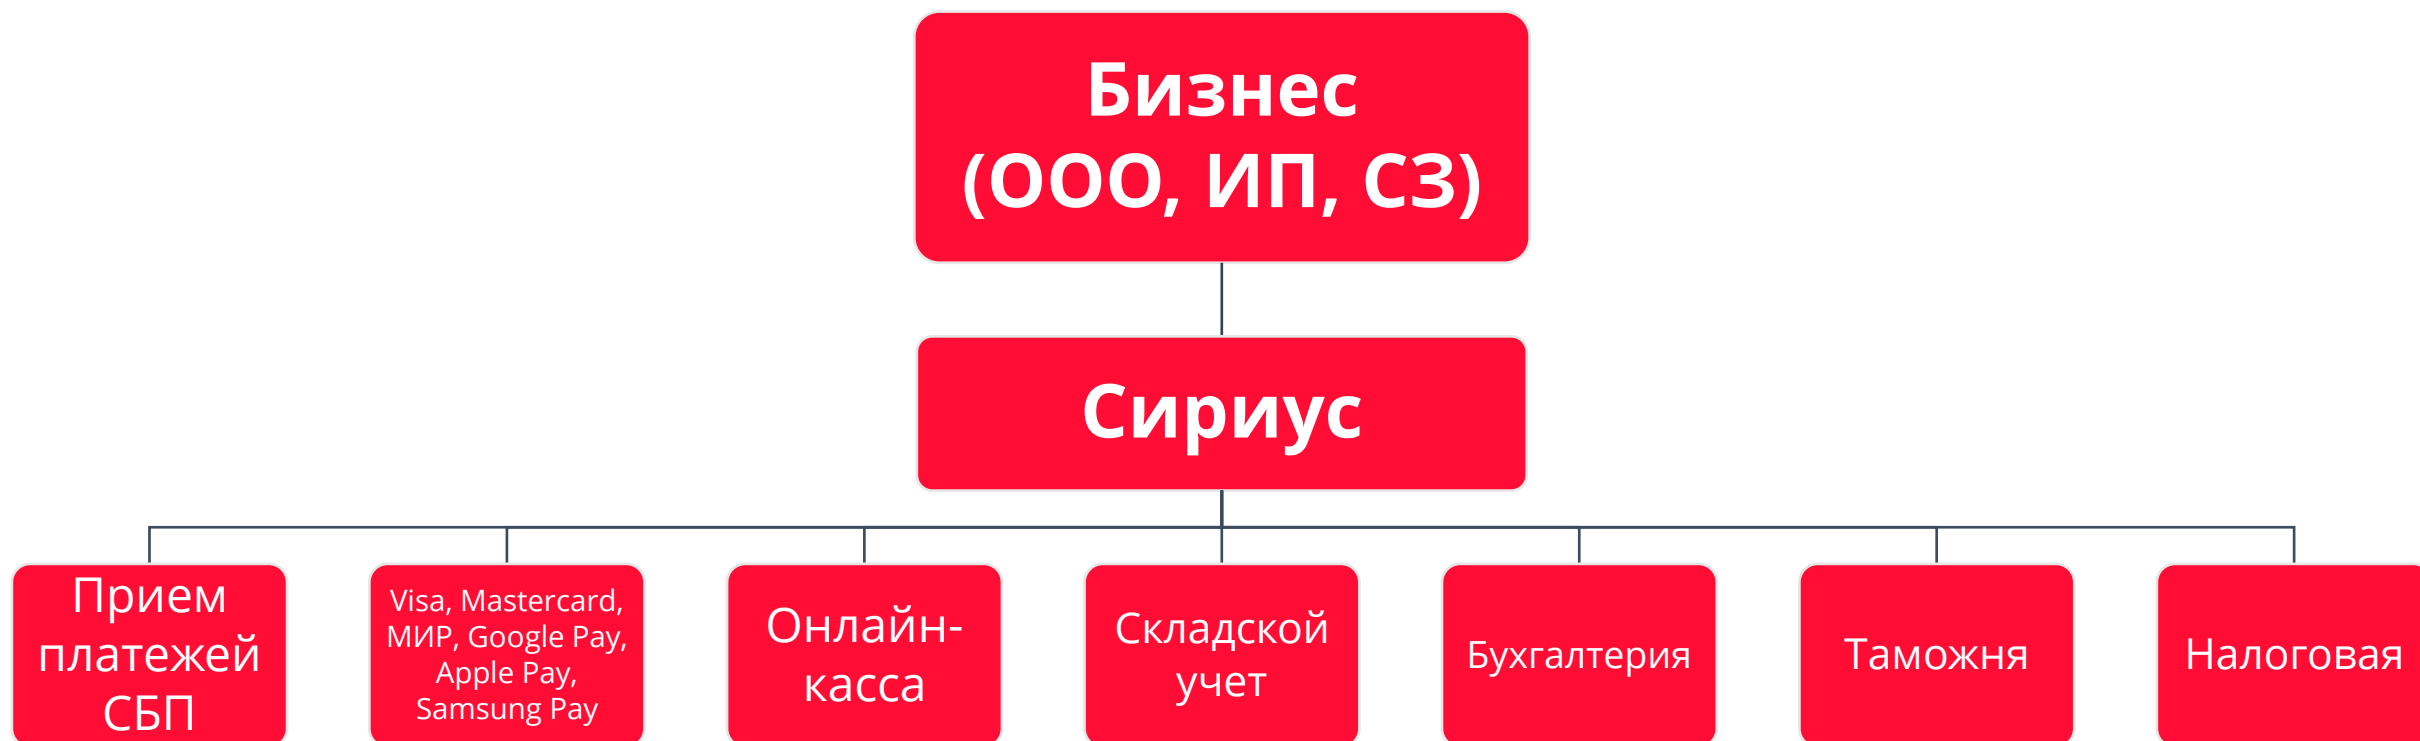 Бизнес
(ООО, ИП, СЗ)
Сириус
Прием
платежей
СБП
Visa, Mastercard,
МИР, Google Pay,
Apple Pay,
Samsung Pay
Онлайн-
касса
Складской
учет
Бухгалтерия
Таможня
Налоговая